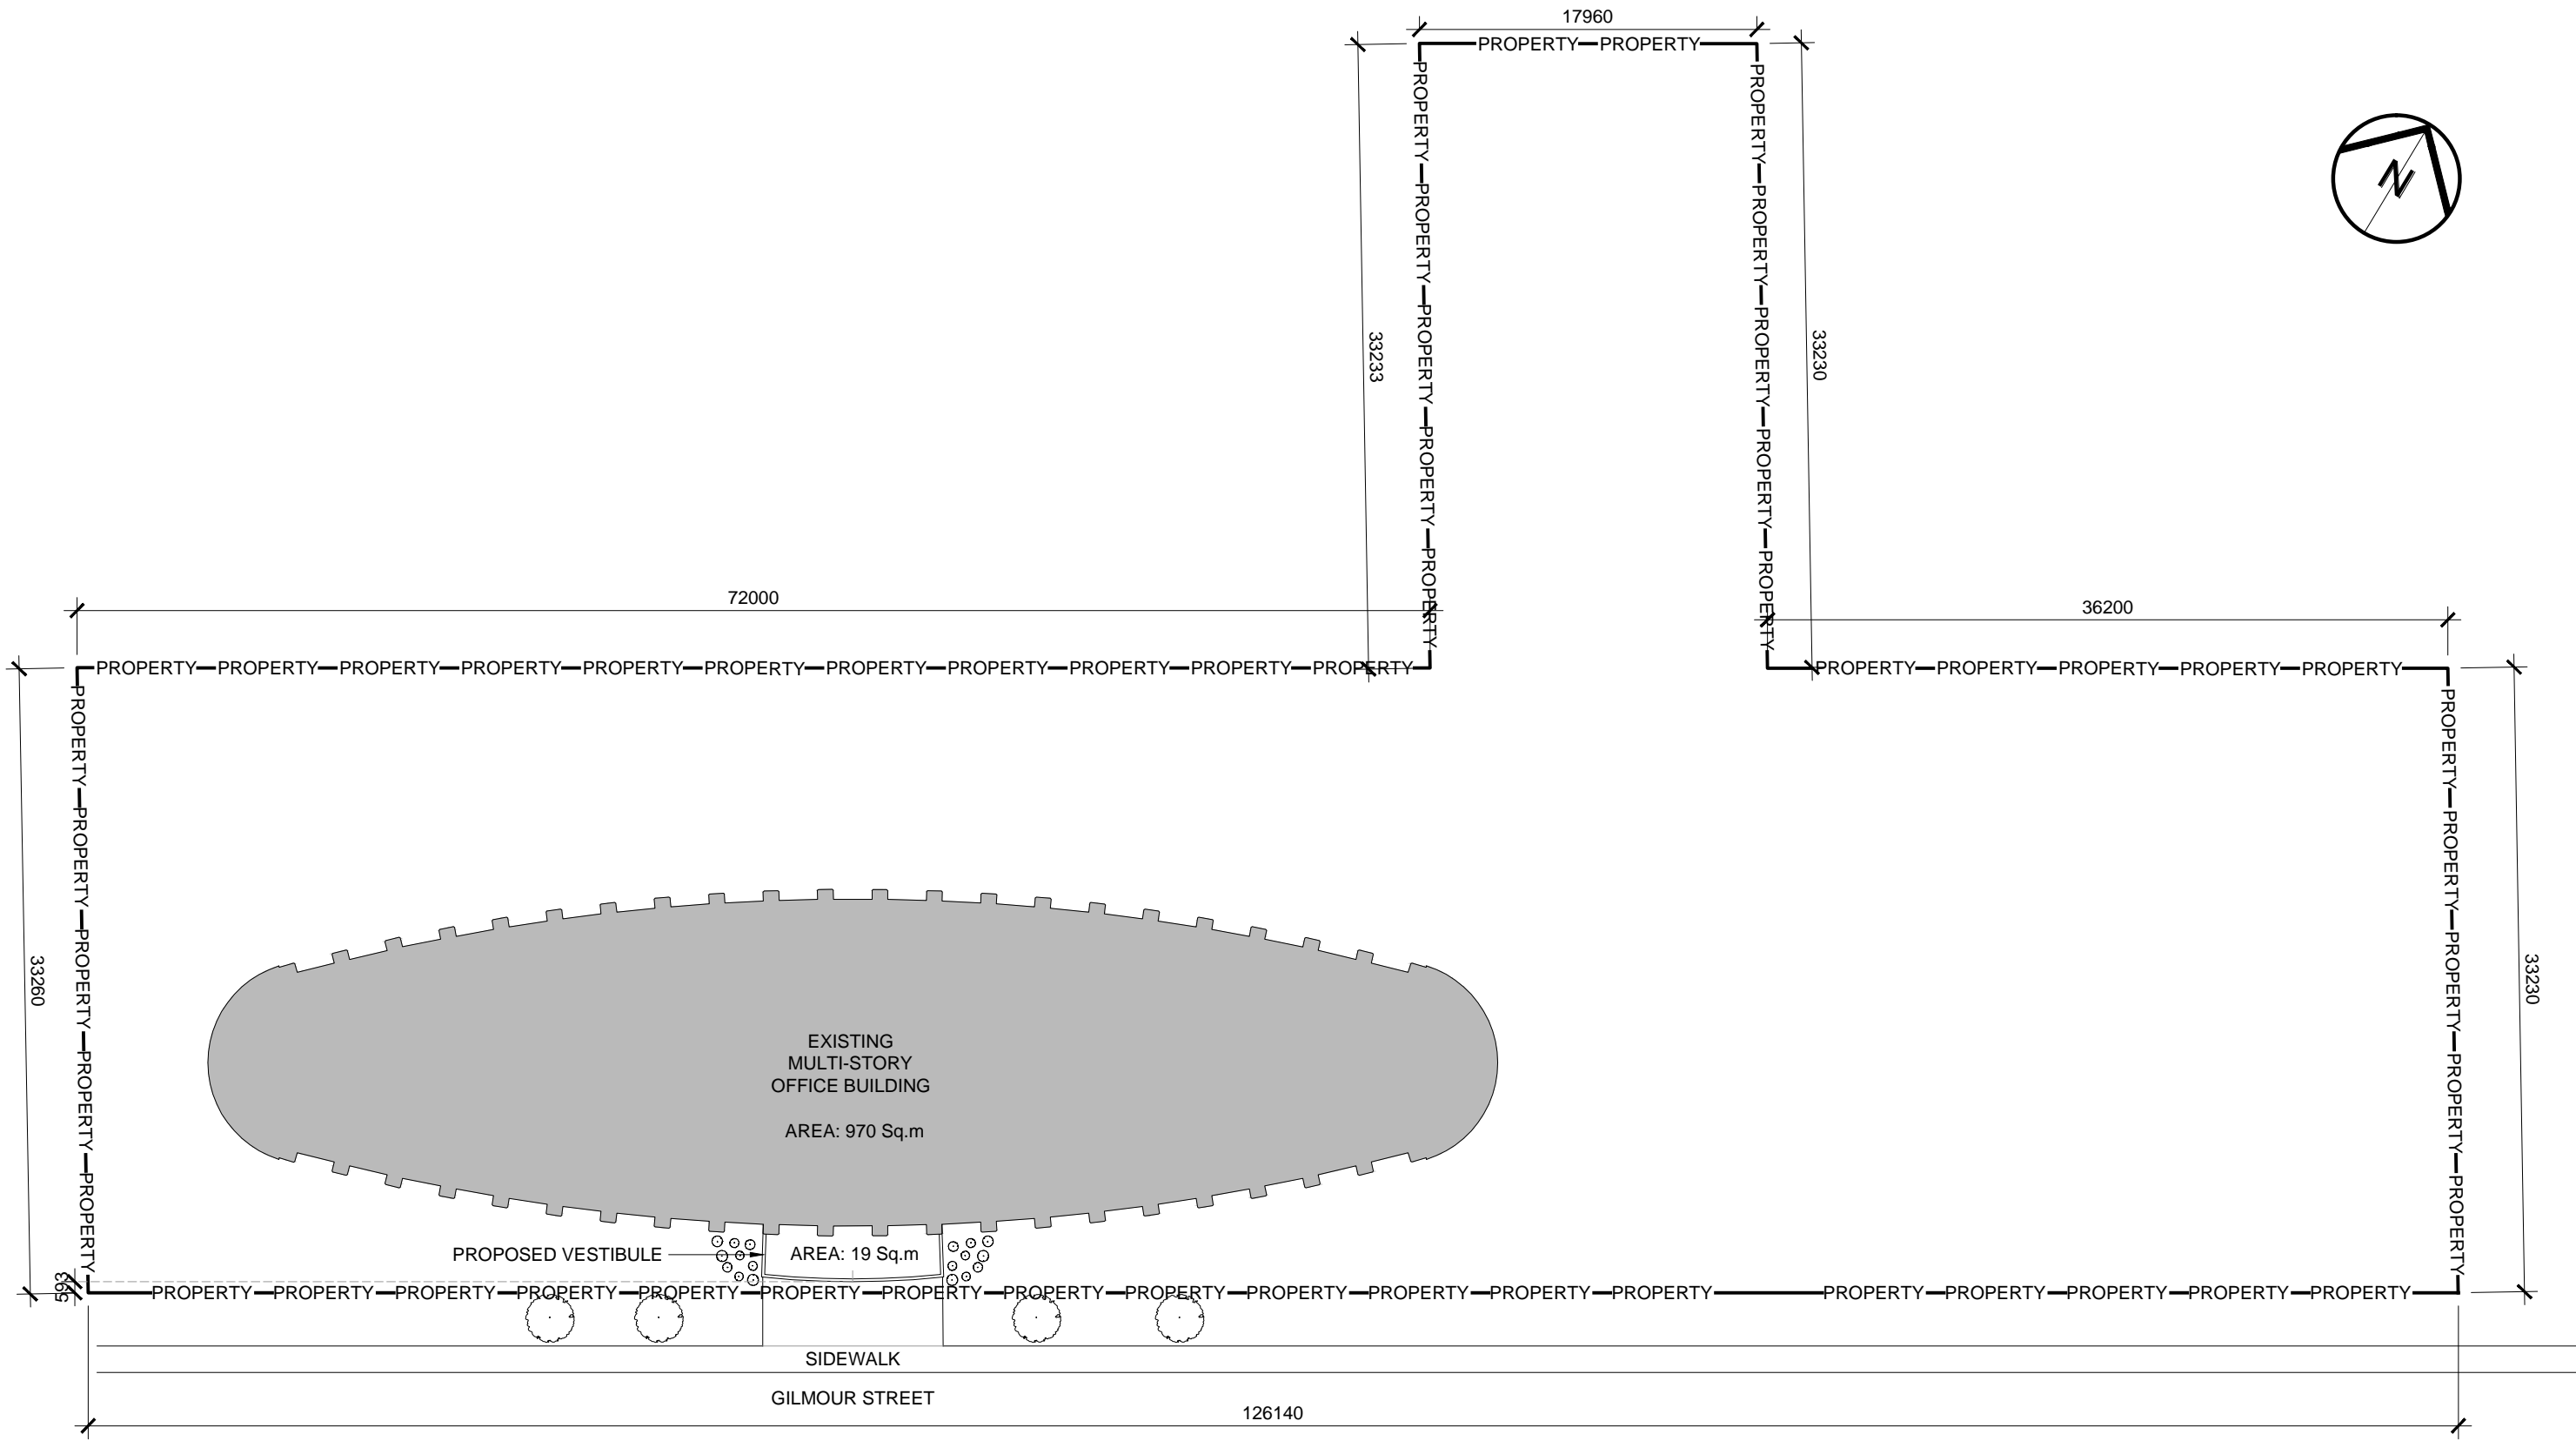 17960
PROPERTY PROPERTY
PROPERTY PROPERTY PROPERTY PROPERTY PROPERTY
PROPERTY PROPERTY PROPERTY PROPERTY PROPERTY
N
33233
33230
72000
36200
PROPERTY PROPERTY PROPERTY PROPERTY PROPERTY PROPERTY PROPERTY PROPERTY PROPERTY PROPERTY PROPERTY
PROPERTY PROPERTY PROPERTY PROPERTY PROPERTY
PROPERTY PROPERTY PROPERTY PROPERTY PROPERTY
PROPERTY PROPERTY PROPERTY PROPERTY PROPERTY
33260
33230
EXISTING
MULTI-STORY
OFFICE BUILDING
AREA: 970 Sq.m
PROPOSED VESTIBULE
AREA: 19 Sq.m
593
PROPERTY PROPERTY PROPERTY PROPERTY PROPERTY PROPERTY PROPERTY PROPERTY PROPERTY PROPERTY PROPERTY PROPERTY PROPERTY PROPERTY PROPERTY PROPERTY PROPERTY PROPERTY
SIDEWALK
GILMOUR STREET
126140